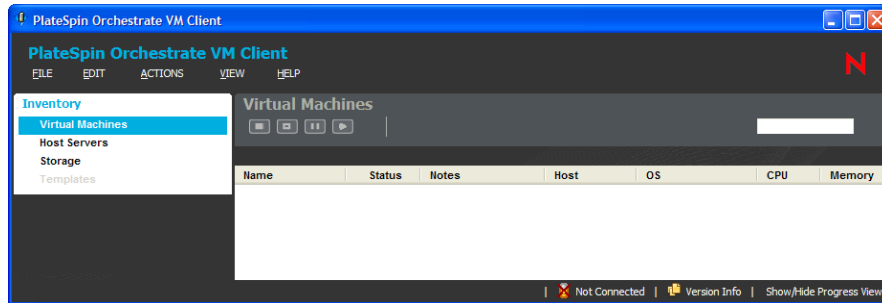 PlateSpin Orchestrate VM Client
PlateSpin Orchestrate VM Client
FILE EDIT ACTIONS VIEW HELP
N
Inventory
Virtual Machines
Host Servers
Storage
Templates
Virtual Machines
Name Status Notes Host OS CPU Memory
| Not Connected | Version Info | Show/Hide Progress View